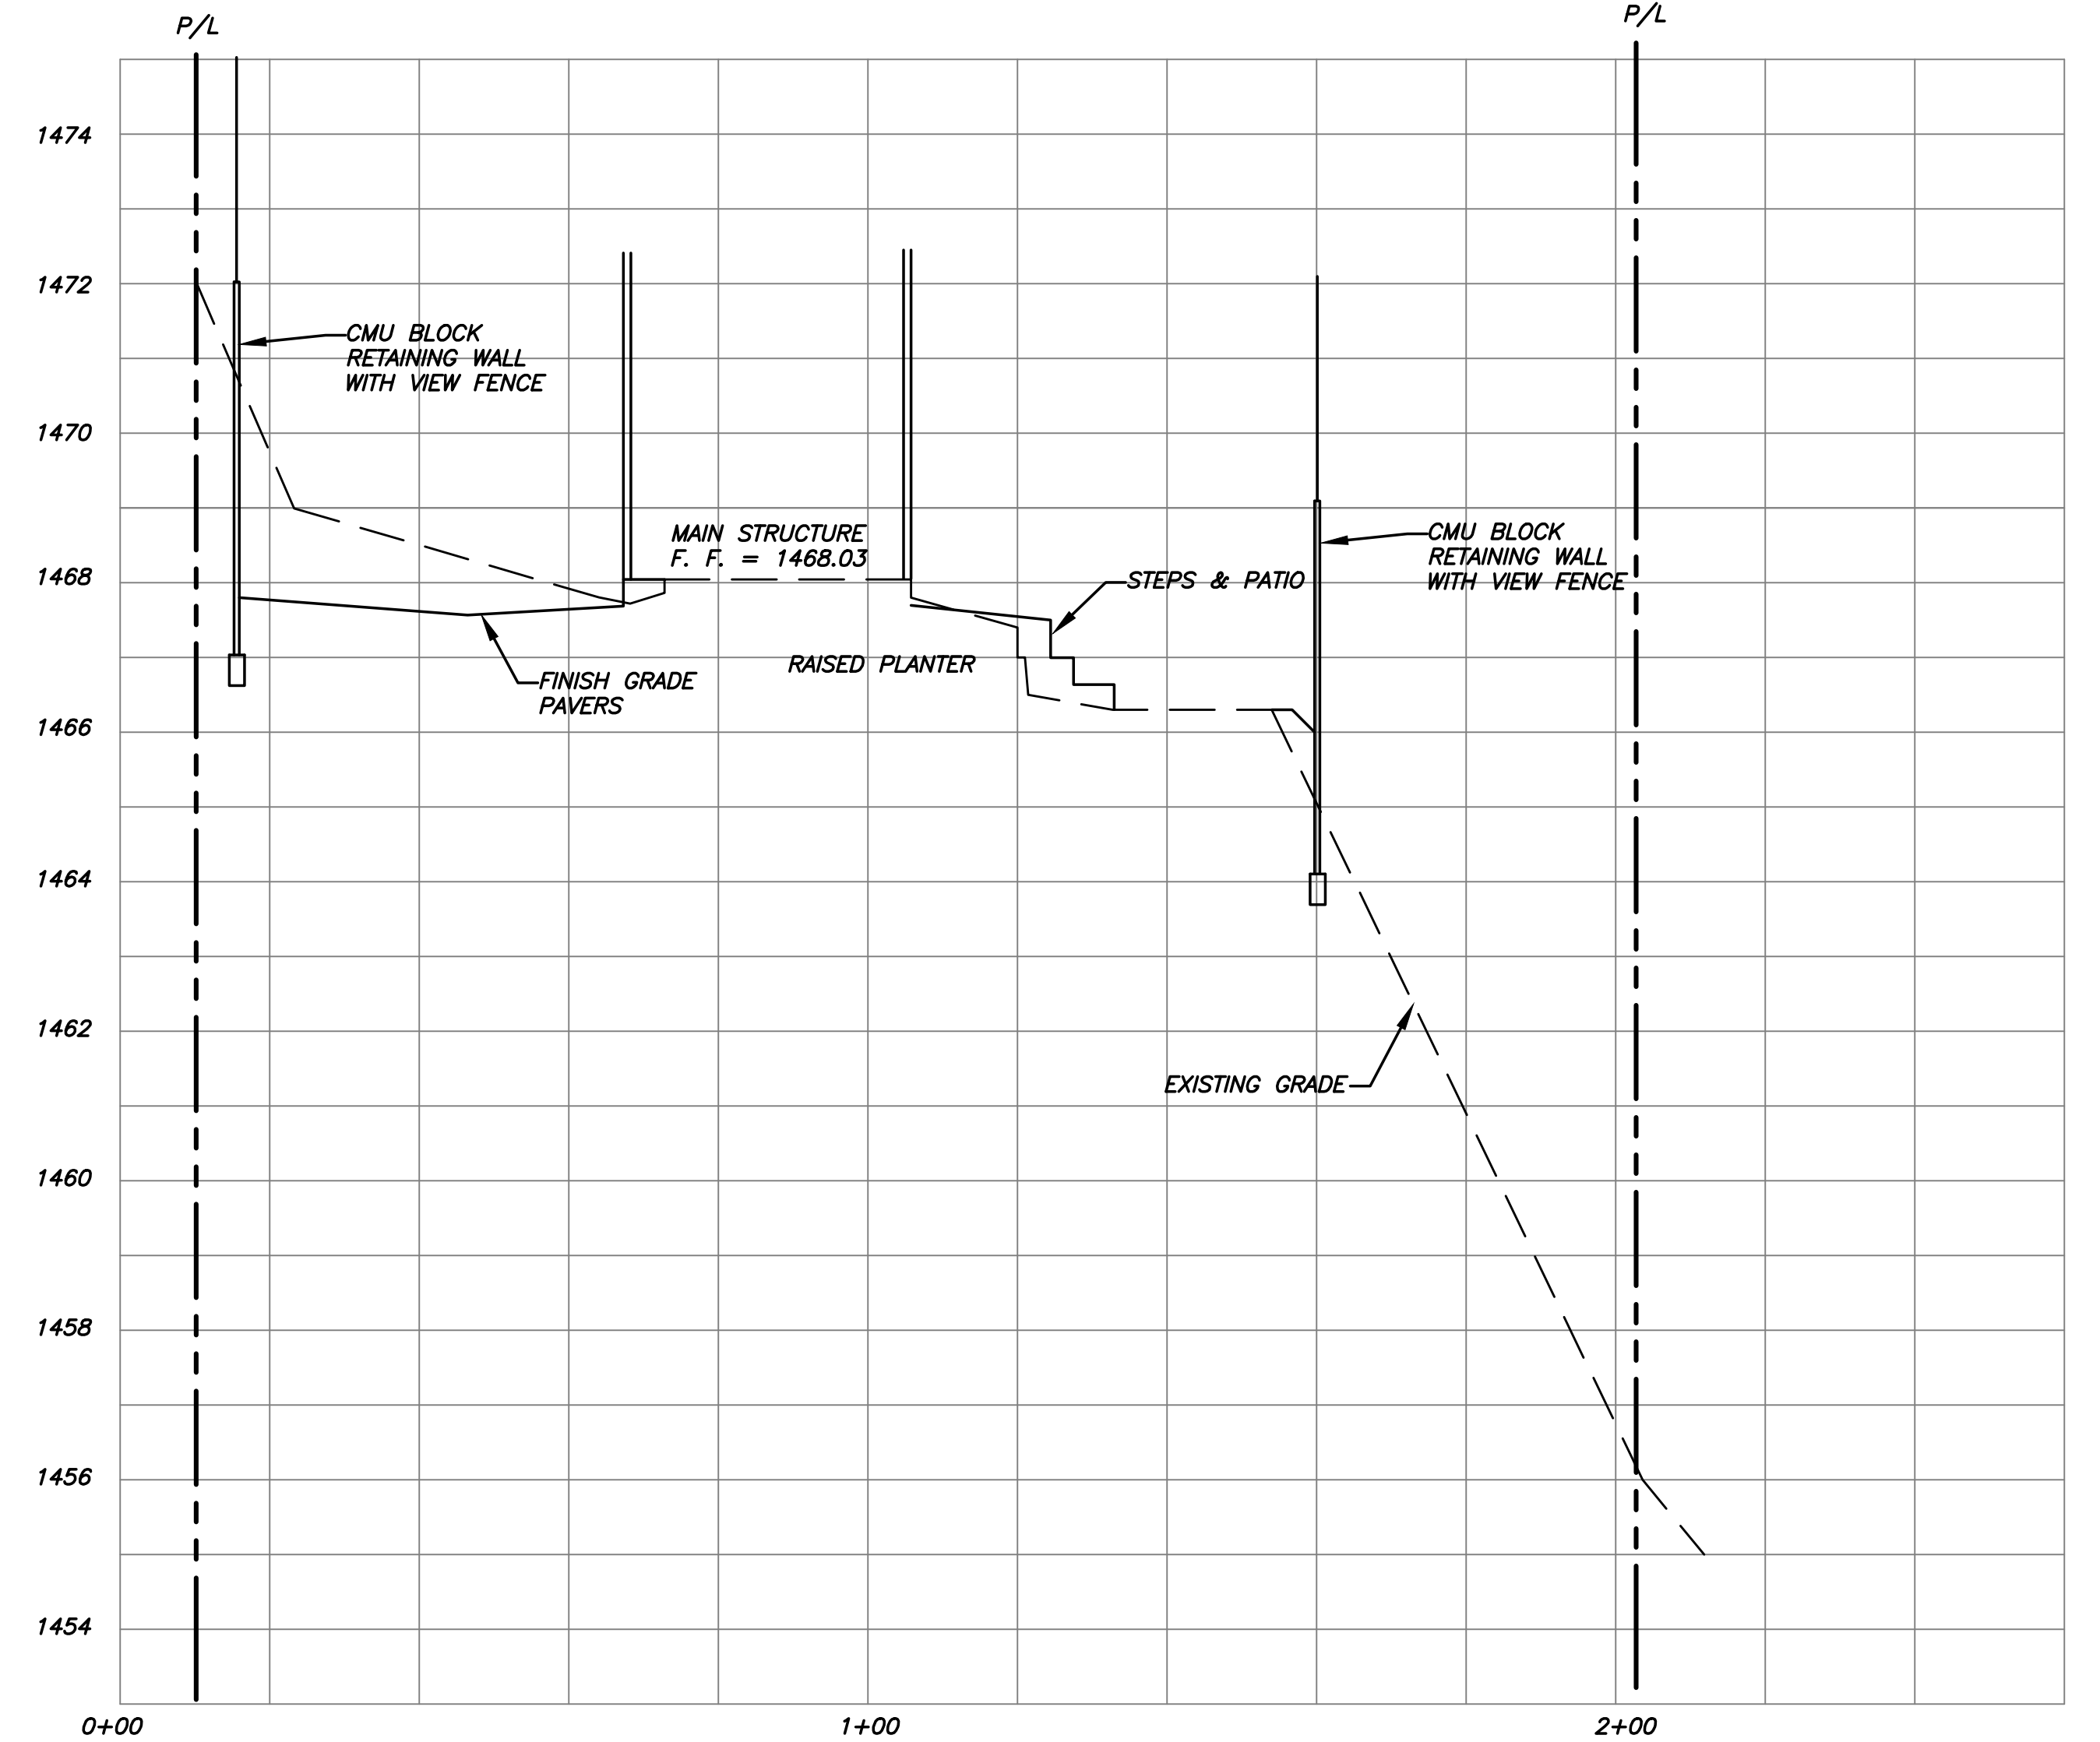 P/L
P/L
1474
1472
1470
1468
1466
1464
1462
1460
1458
1456
1454
CMU BLOCK
RETAINING WALL
WITH VIEW FENCE
MAIN STRUCTURE
F. F. = 1468.03
CMU BLOCK
RETAINING WALL
WITH VIEW FENCE
STEPS & PATIO
RAISED PLANTER
FINISH GRADE
PAVERS
EXISTING GRADE
0+00
1+00
2+00